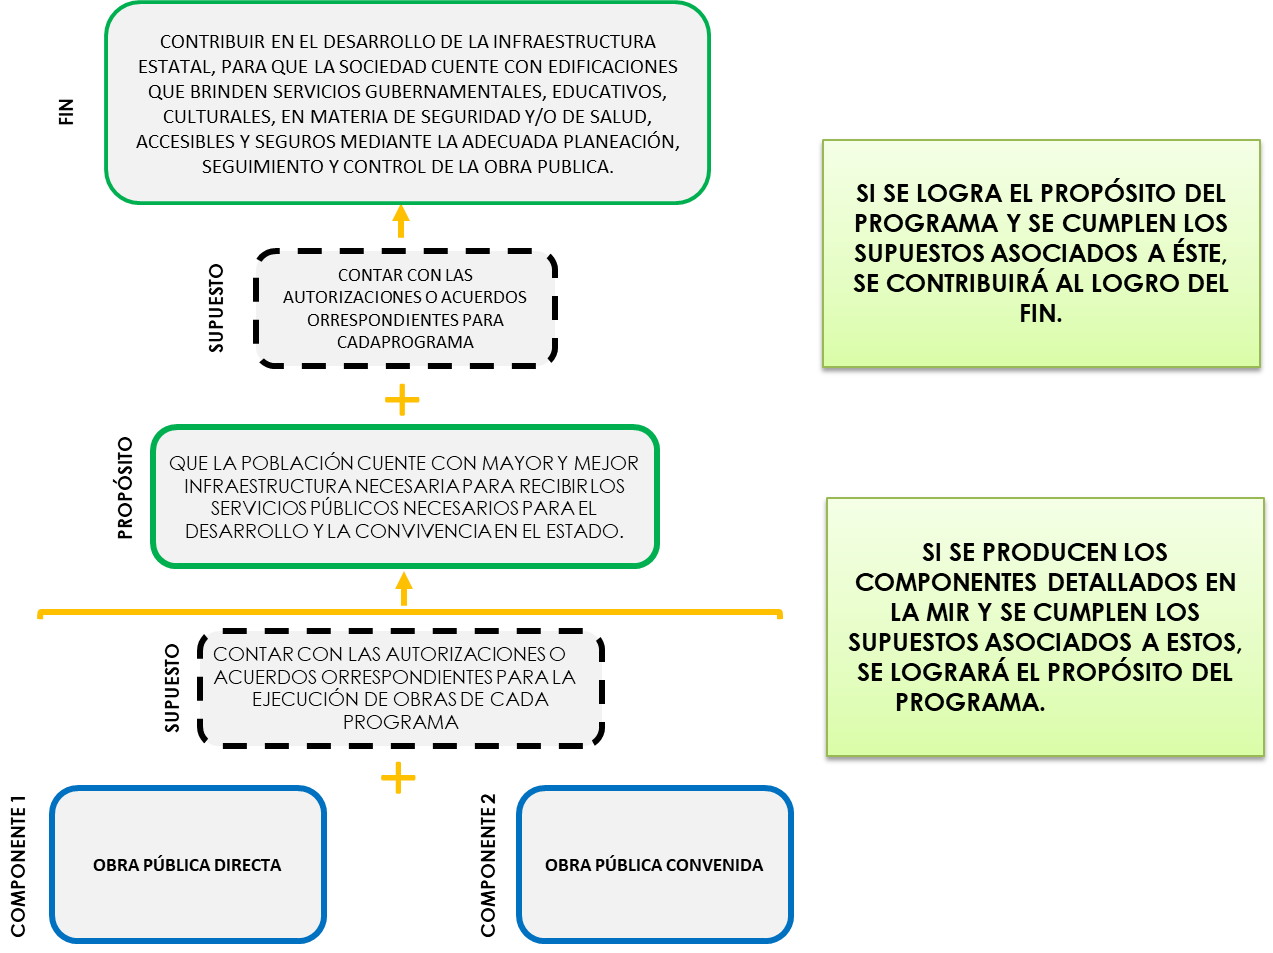 FIN
CONTRIBUIR EN EL DESARROLLO DE LA INFRAESTRUCTURA
ESTATAL, PARA QUE LA SOCIEDAD CUENTE CON EDIFICACIONES
QUE BRINDEN SERVICIOS GUBERNAMENTALES, EDUCATIVOS,
CULTURALES, EN MATERIA DE SEGURIDAD Y/O DE SALUD,
ACCESIBLES Y SEGUROS MEDIANTE LA ADECUADA PLANEACIÓN,
SEGUIMIENTO Y CONTROL DE LA OBRA PUBLICA.
SI SE LOGRA EL PROPÓSITO DEL
PROGRAMA Y SE CUMPLEN LOS
SUPUESTOS ASOCIADOS A ÉSTE,
SE CONTRIBUIRÁ AL LOGRO DEL
FIN.
SUPUESTO
CONTAR CON LAS
AUTORIZACIONES O ACUERDOS
ORRESPONDIENTES PARA
CADAPROGRAMA
PROPÓSITO
QUE LA POBLACIÓN CUENTE CON MAYOR Y MEJOR
INFRAESTRUCTURA NECESARIA PARA RECIBIR LOS
SERVICIOS PÚBLICOS NECESARIOS PARA EL
DESARROLLO Y LA CONVIVENCIA EN EL ESTADO.
SI SE PRODUCEN LOS
COMPONENTES DETALLADOS EN
LA MIR Y SE CUMPLEN LOS
SUPUESTOS ASOCIADOS A ESTOS,
SE LOGRARÁ EL PROPÓSITO DEL
PROGRAMA.
SUPUESTO
CONTAR CON LAS AUTORIZACIONES O
ACUERDOS ORRESPONDIENTES PARA LA
EJECUCIÓN DE OBRAS DE CADA
PROGRAMA
COMPONENTE 1
OBRA PÚBLICA DIRECTA
COMPONENTE 2
OBRA PÚBLICA CONVENIDA